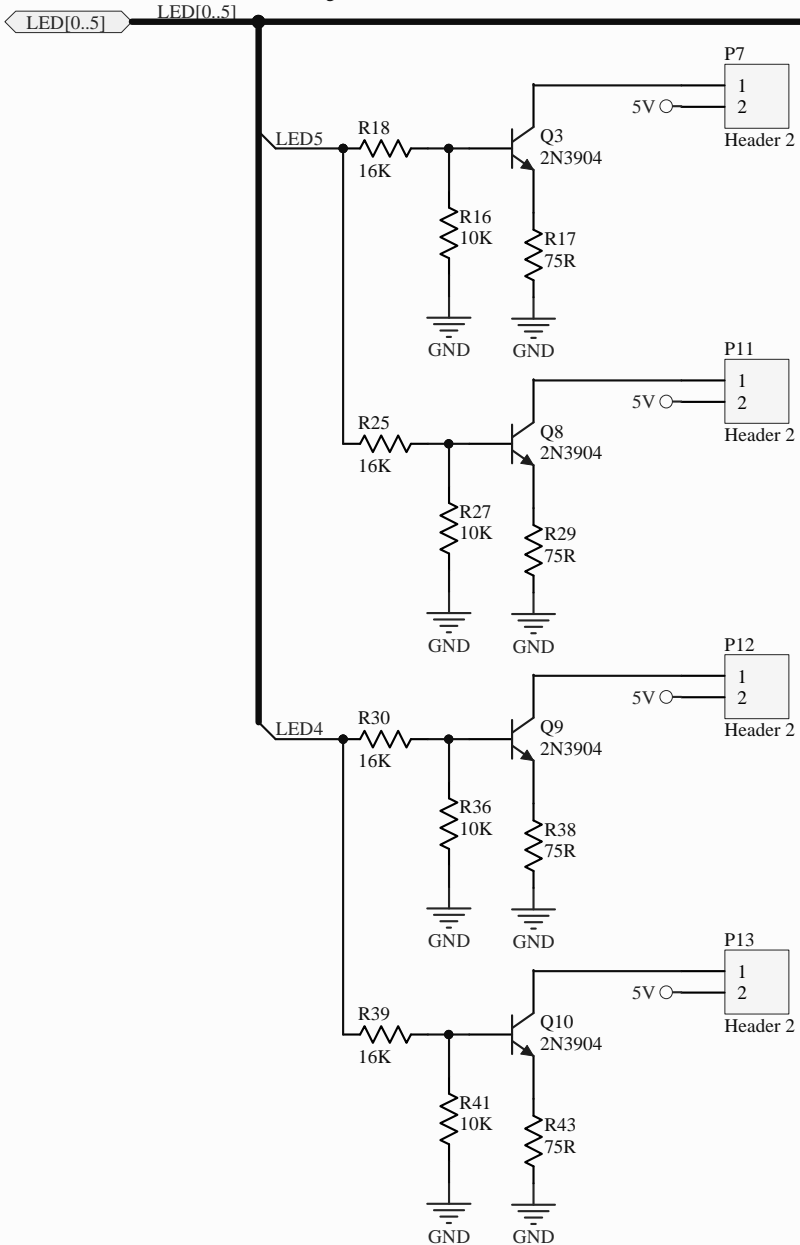 LED[0..5]
LED[0..5]
P7
1
2
5V
Header 2
LED5
R18
16K
Q3
2N3904
R16
10K
R17
75R
GND
GND
P11
1
2
5V
Header 2
R25
16K
Q8
2N3904
R27
10K
R29
75R
GND
GND
P12
1
2
5V
Header 2
LED4
R30
16K
Q9
2N3904
R36
10K
R38
75R
GND
GND
P13
1
2
5V
Header 2
R39
16K
Q10
2N3904
R41
10K
R43
75R
GND
GND